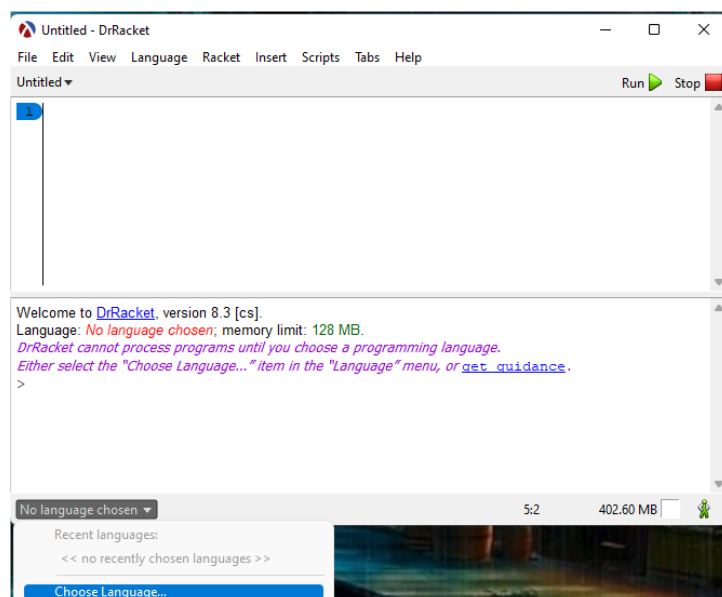 Untitled - DrRacket
File Edit View Language Racket Insert Scripts Tabs Help
Untitled
Run Stop
1
Welcome to DrRacket, version 8.3 [cs].
Language: No language chosen; memory limit: 128 MB.
DrRacket cannot process programs until you choose a programming language.
Either select the “Choose Language...” item in the “Language” menu, or get guidance.
>
No language chosen 5:2 402.60 MB
Recent languages:
<< no recently chosen languages >>
Choose Language...